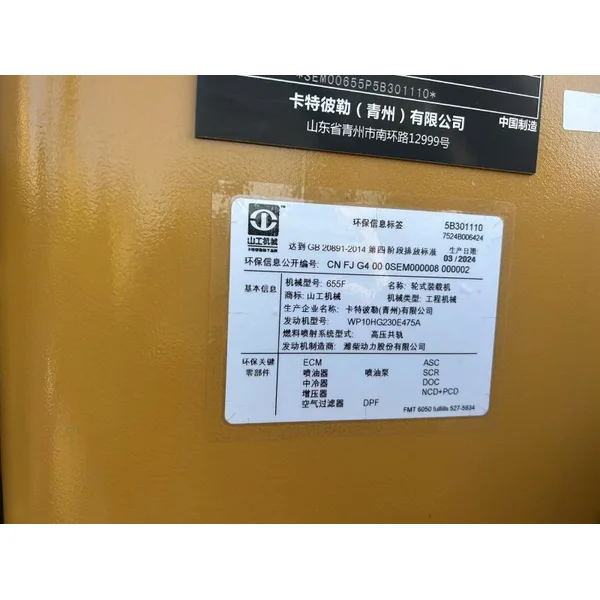 *SEM00655P5B301110*
卡特彼勒（青州）有限公司 中国制造
山东省青州市南环路12999号
环保信息标签 5B301110
7524B006424
山工机械 TM
达到 GB 20891-2014 第四阶段排放标准 生产日期: 03 / 2024
环保信息公开编号: CN FJ G4 00 0SEM000008 000002
基本信息 机械型号: 655F 名称: 轮式装载机
商标: 山工机械 机械类型: 工程机械
生产企业名称: 卡特彼勒(青州)有限公司
发动机型号: WP10HG230E475A
燃料喷射系统型式: 高压共轨
发动机制造商: 潍柴动力股份有限公司
环保关键零部件 ECM ASC
喷油器 喷油泵 SCR
中冷器 DOC
增压器 NCD+PCD
空气过滤器 DPF
FMT 6050 fulfills 527-5934